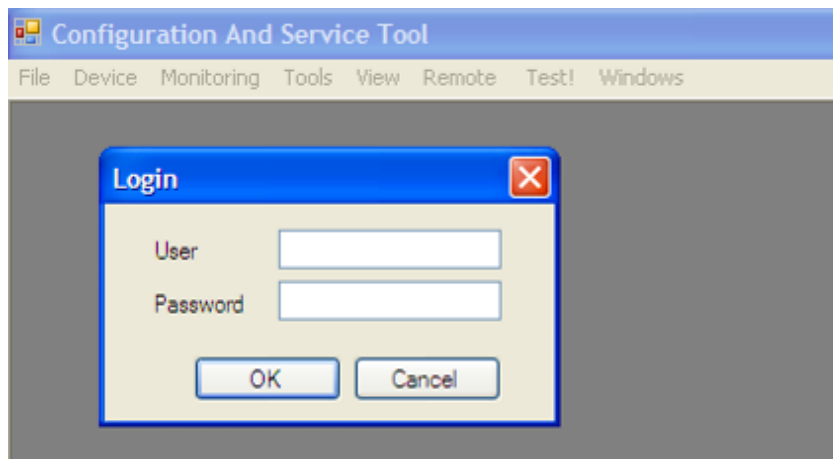 Configuration And Service Tool
File Device Monitoring Tools View Remote Test! Windows
Login
User
Password
OK Cancel